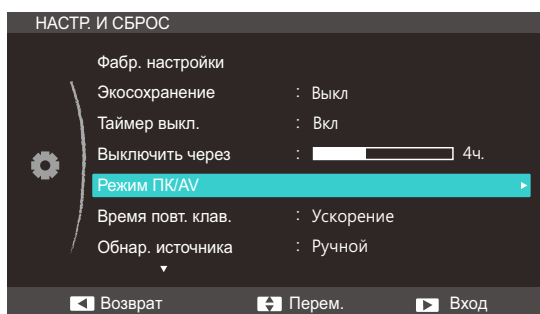 НАСТР. И СБРОС
Фабр. настройки
Экосохранение : Выкл
Таймер выкл. : Вкл
Выключить через : 4ч.
Режим ПК/AV
Время повт. клав. : Ускорение
Обнар. источника : Ручной
Возврат Перем. Вход